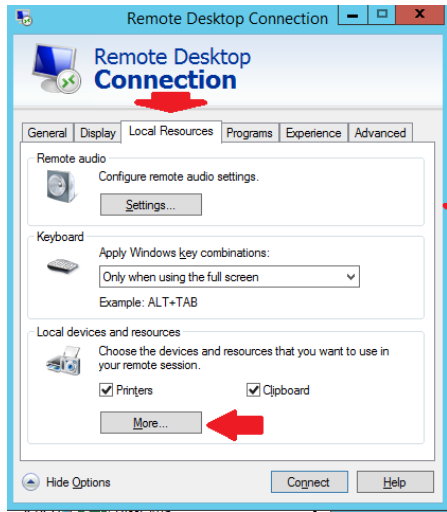 Remote Desktop Connection
Remote Desktop
Connection
General Display Local Resources Programs Experience Advanced
Remote audio
Configure remote audio settings.
Settings...
Keyboard
Apply Windows key combinations:
Only when using the full screen
Example: ALT+TAB
Local devices and resources
Choose the devices and resources that you want to use in
your remote session.
Printers Clipboard
More...
Hide Options Connect Help